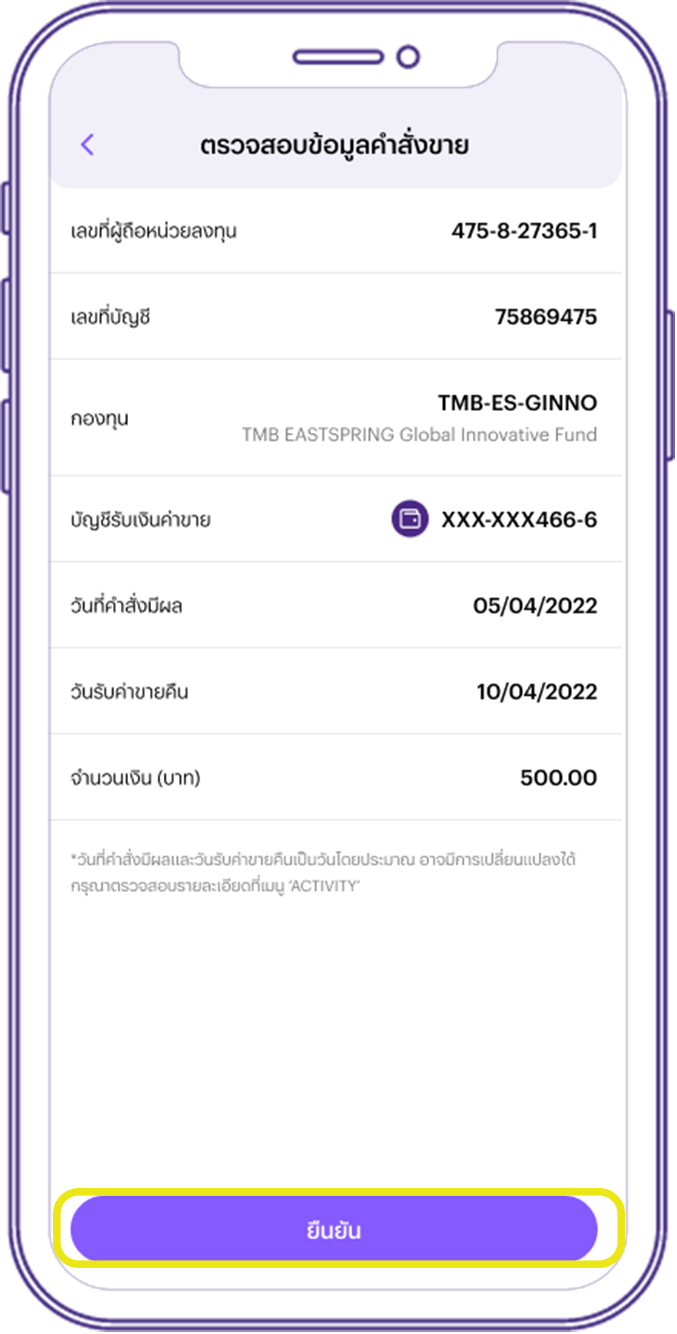 ตรวจสอบข้อมูลคำสั่งขาย
เลขที่ผู้ถือหน่วยลงทุน 475-8-27365-1
เลขที่บัญชี 75869475
กองทุน TMB-ES-GINNO
TMB EASTSPRING Global Innovative Fund
บัญชีรับเงินค่าขาย XXX-XXX466-6
วันที่คำสั่งมีผล 05/04/2022
วันรับค่าขายคืน 10/04/2022
จำนวนเงิน (บาท) 500.00
*วันที่คำสั่งมีผลและวันรับค่าขายคืนเป็นวันโดยประมาณ อาจมีการเปลี่ยนแปลงได้
กรุณาตรวจสอบรายละเอียดที่เมนู ‘ACTIVITY’
ยืนยัน